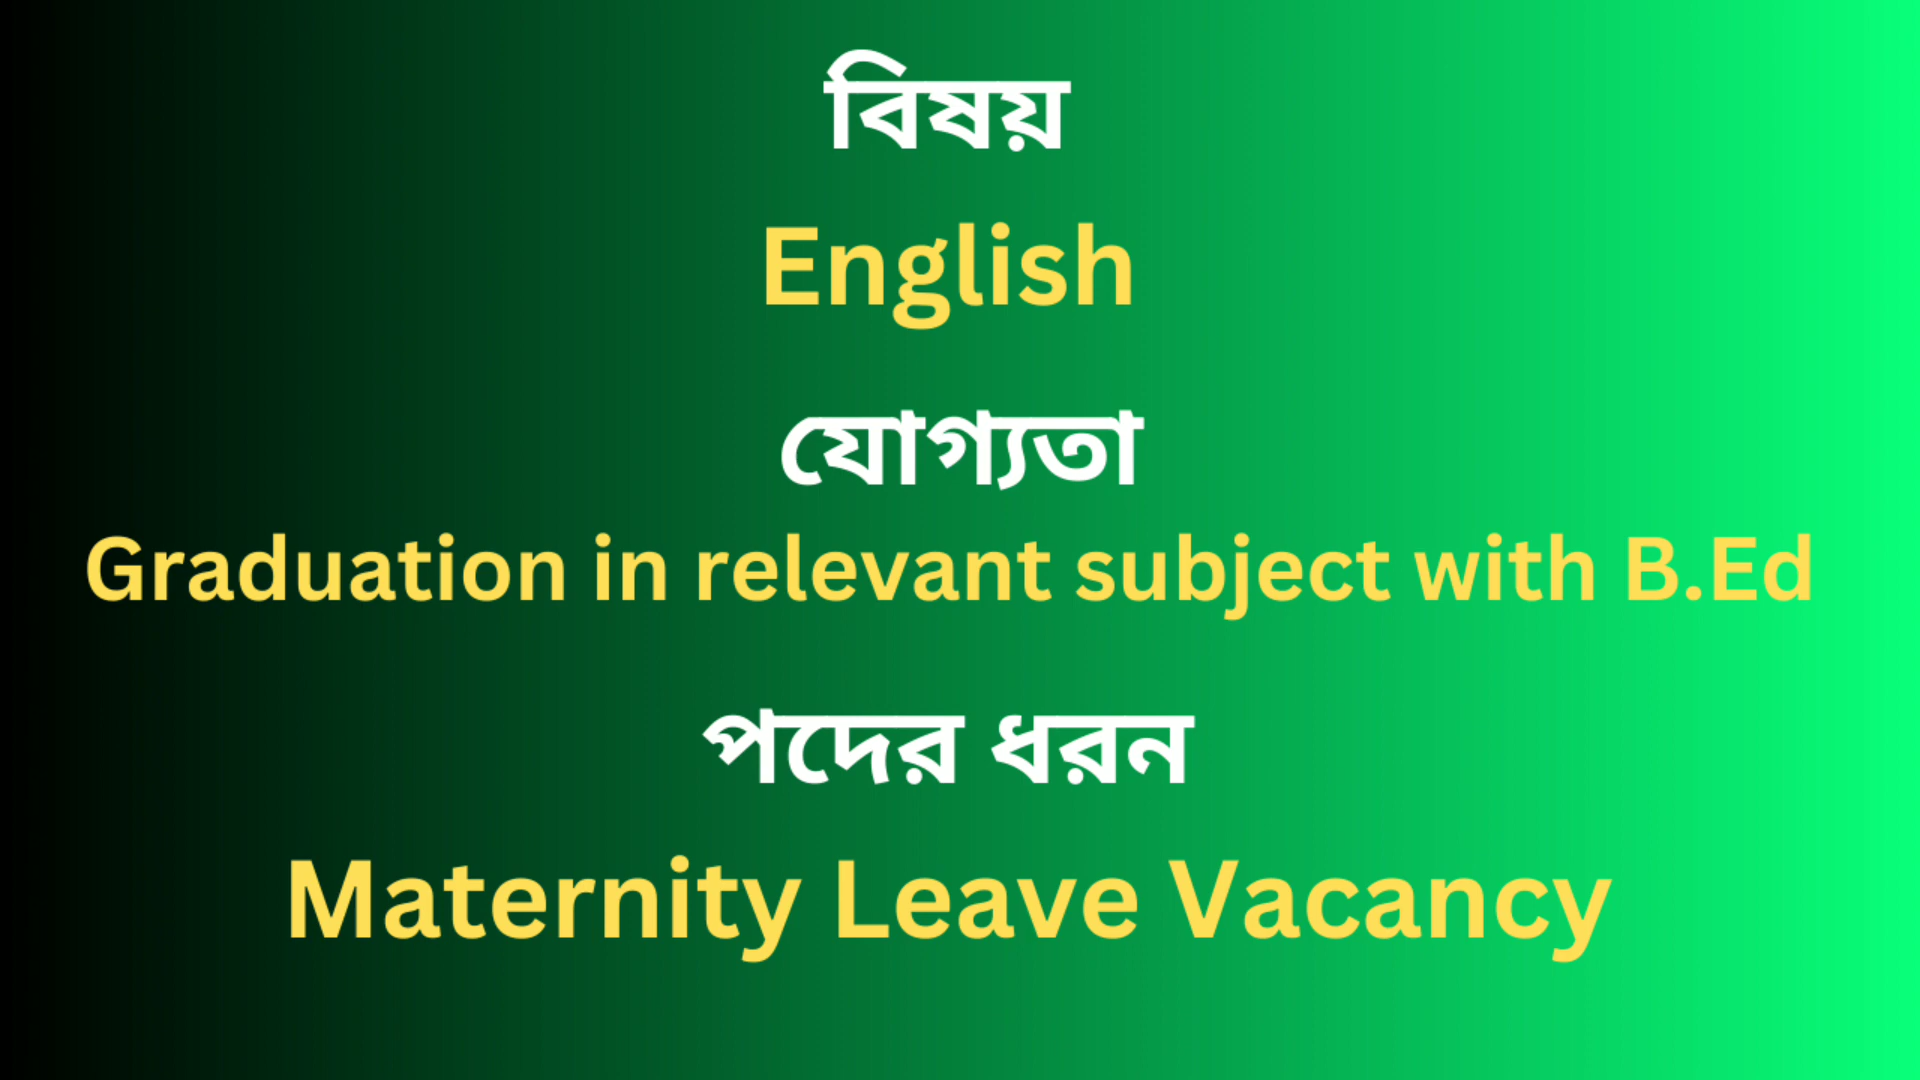 বিষয়
English
যোগ্যতা
Graduation in relevant subject with B.Ed
পদের ধরন
Maternity Leave Vacancy